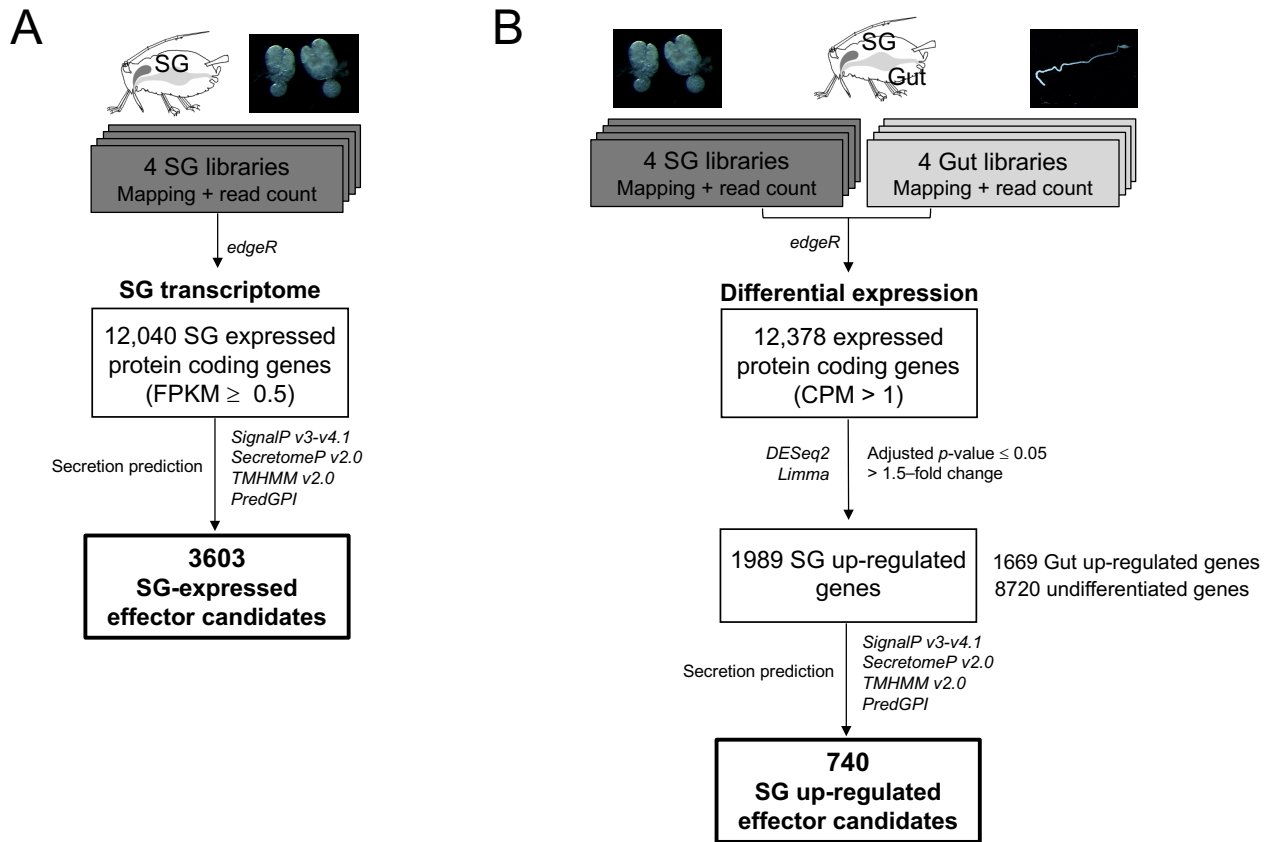 A
SG
4 SG libraries
Mapping + read count
edgeR
SG transcriptome
12,040 SG expressed
protein coding genes
(FPKM ≥ 0.5)
Secretion prediction
SignalP v3-v4.1
SecretomeP v2.0
TMHMM v2.0
PredGPI
3603
SG-expressed
effector candidates
B
SG
Gut
4 SG libraries
Mapping + read count
4 Gut libraries
Mapping + read count
edgeR
Differential expression
12,378 expressed
protein coding genes
(CPM > 1)
DESeq2
Limma
Adjusted p-value ≤ 0.05
> 1.5–fold change
1989 SG up-regulated
genes
1669 Gut up-regulated genes
8720 undifferentiated genes
Secretion prediction
SignalP v3-v4.1
SecretomeP v2.0
TMHMM v2.0
PredGPI
740
SG up-regulated
effector candidates